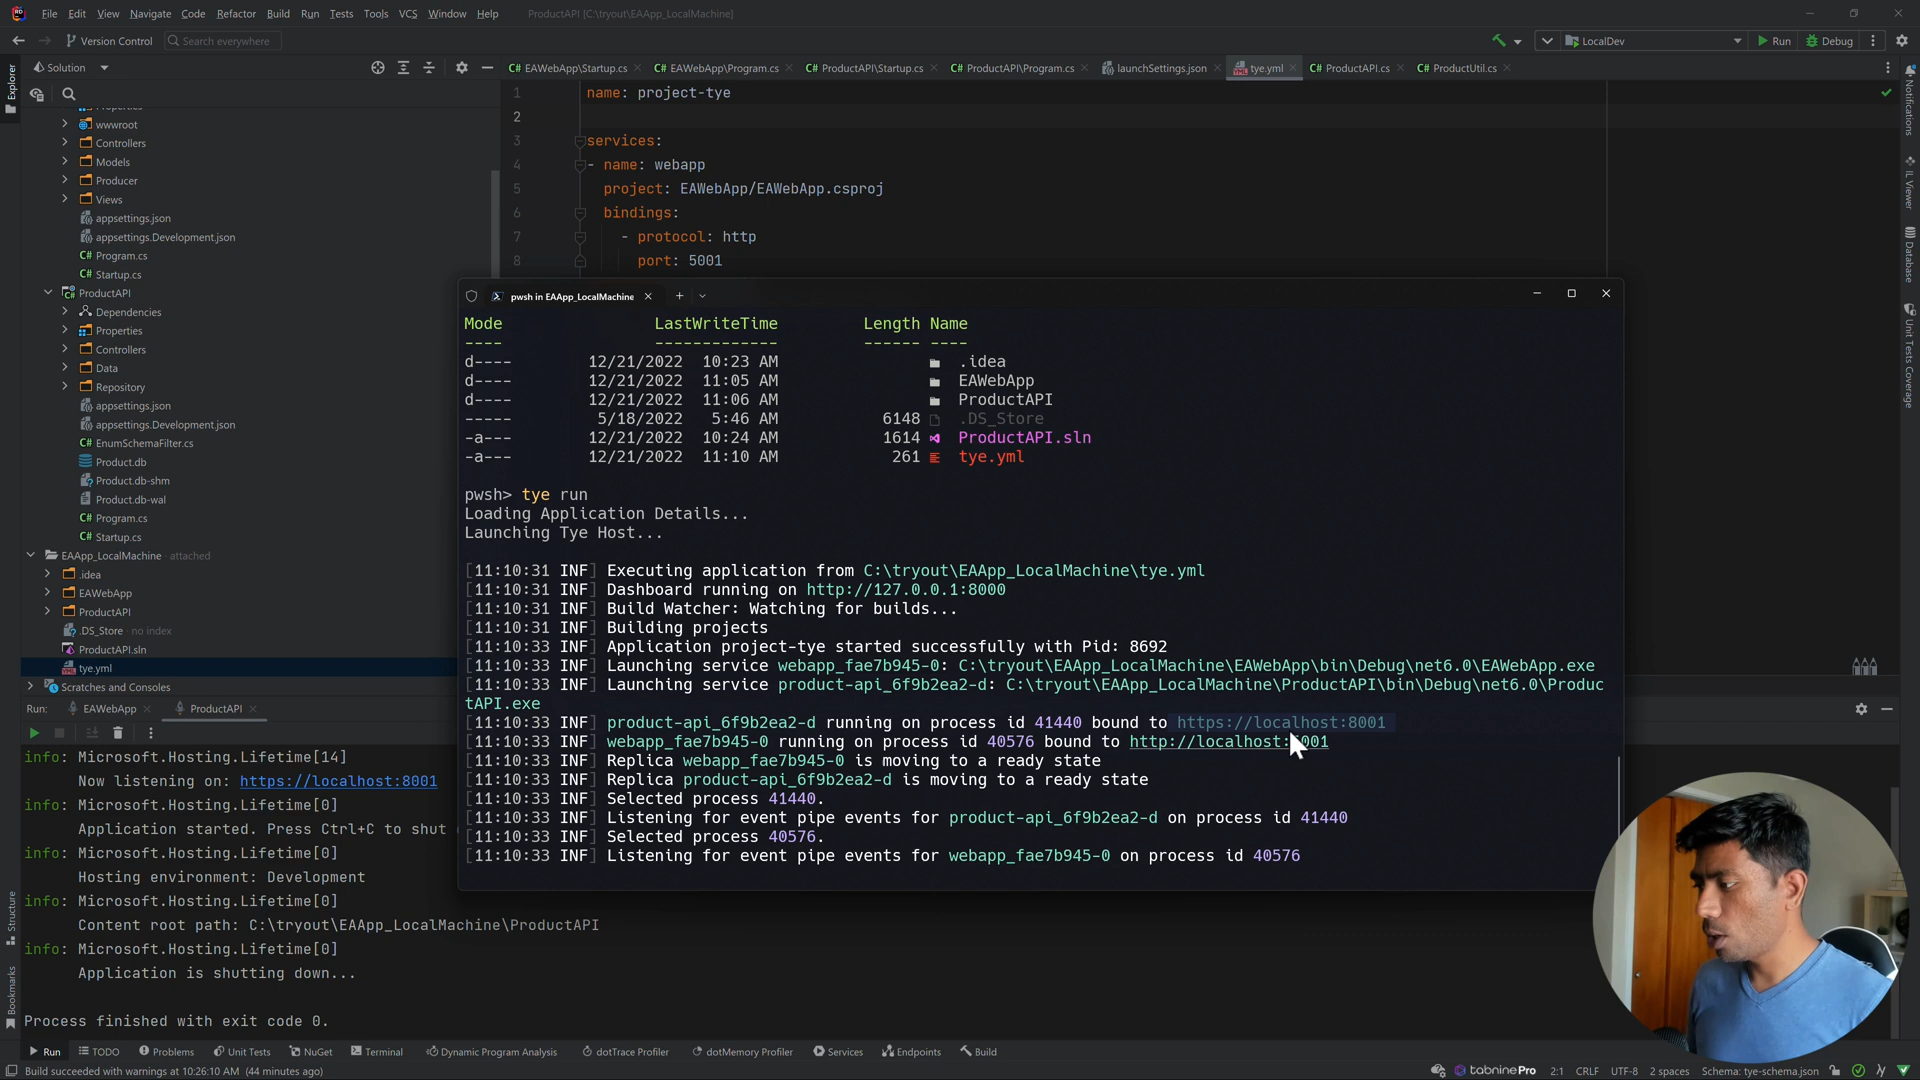 File Edit View Navigate Code Refactor Build Run Tests Tools VCS Window Help ProductAPI [C:\tryout\EAApp_LocalMachine]
Version Control Search everywhere LocalDev Run Debug
Solution
EAWebApp\Startup.cs EAWebApp\Program.cs ProductAPI\Startup.cs ProductAPI\Program.cs launchSettings.json tye.yml ProductAPI.cs ProductUtil.cs
Explorer
wwwroot
Controllers
Models
Producer
Views
appsettings.json
appsettings.Development.json
C# Program.cs
C# Startup.cs
ProductAPI
Dependencies
Properties
Controllers
Data
Repository
appsettings.json
appsettings.Development.json
C# EnumSchemaFilter.cs
Product.db
Product.db-shm
Product.db-wal
C# Program.cs
C# Startup.cs
EAApp_LocalMachine attached
.idea
EAWebApp
ProductAPI
.DS_Store no index
ProductAPI.sln
tye.yml
Scratches and Consoles
1 name: project-tye
2
3 services:
4 - name: webapp
5 project: EAWebApp/EAWebApp.csproj
6 bindings:
7 - protocol: http
8 port: 5001
Notifications
IL Viewer
Database
Unit Tests Coverage
pwsh in EAApp_LocalMachine
Mode LastWriteTime Length Name
---- ------------- ------ ----
d---- 12/21/2022 10:23 AM .idea
d---- 12/21/2022 11:05 AM EAWebApp
d---- 12/21/2022 11:06 AM ProductAPI
----- 5/18/2022 5:46 AM 6148 .DS_Store
-a--- 12/21/2022 10:24 AM 1614 ProductAPI.sln
-a--- 12/21/2022 11:10 AM 261 tye.yml
pwsh> tye run
Loading Application Details...
Launching Tye Host...
[11:10:31 INF] Executing application from C:\tryout\EAApp_LocalMachine\tye.yml
[11:10:31 INF] Dashboard running on http://127.0.0.1:8000
[11:10:31 INF] Build Watcher: Watching for builds...
[11:10:31 INF] Building projects
[11:10:33 INF] Application project-tye started successfully with Pid: 8692
[11:10:33 INF] Launching service webapp_fae7b945-0: C:\tryout\EAApp_LocalMachine\EAWebApp\bin\Debug\net6.0\EAWebApp.exe
[11:10:33 INF] Launching service product-api_6f9b2ea2-d: C:\tryout\EAApp_LocalMachine\ProductAPI\bin\Debug\net6.0\Produc
tAPI.exe
[11:10:33 INF] product-api_6f9b2ea2-d running on process id 41440 bound to https://localhost:8001
[11:10:33 INF] webapp_fae7b945-0 running on process id 40576 bound to http://localhost:5001
[11:10:33 INF] Replica webapp_fae7b945-0 is moving to a ready state
[11:10:33 INF] Replica product-api_6f9b2ea2-d is moving to a ready state
[11:10:33 INF] Selected process 41440.
[11:10:33 INF] Listening for event pipe events for product-api_6f9b2ea2-d on process id 41440
[11:10:33 INF] Selected process 40576.
[11:10:33 INF] Listening for event pipe events for webapp_fae7b945-0 on process id 40576
Run: EAWebApp ProductAPI
info: Microsoft.Hosting.Lifetime[14]
Now listening on: https://localhost:8001
info: Microsoft.Hosting.Lifetime[0]
Application started. Press Ctrl+C to shut
info: Microsoft.Hosting.Lifetime[0]
Hosting environment: Development
info: Microsoft.Hosting.Lifetime[0]
Content root path: C:\tryout\EAApp_LocalMachine\ProductAPI
info: Microsoft.Hosting.Lifetime[0]
Application is shutting down...
Process finished with exit code 0.
Structure
Bookmarks
Run TODO Problems Unit Tests NuGet Terminal Dynamic Program Analysis dotTrace Profiler dotMemory Profiler Services Endpoints Build
Build succeeded with warnings at 10:26:10 AM (44 minutes ago) tabnine Pro 2:1 CRLF UTF-8 2 spaces Schema: tye-schema.json